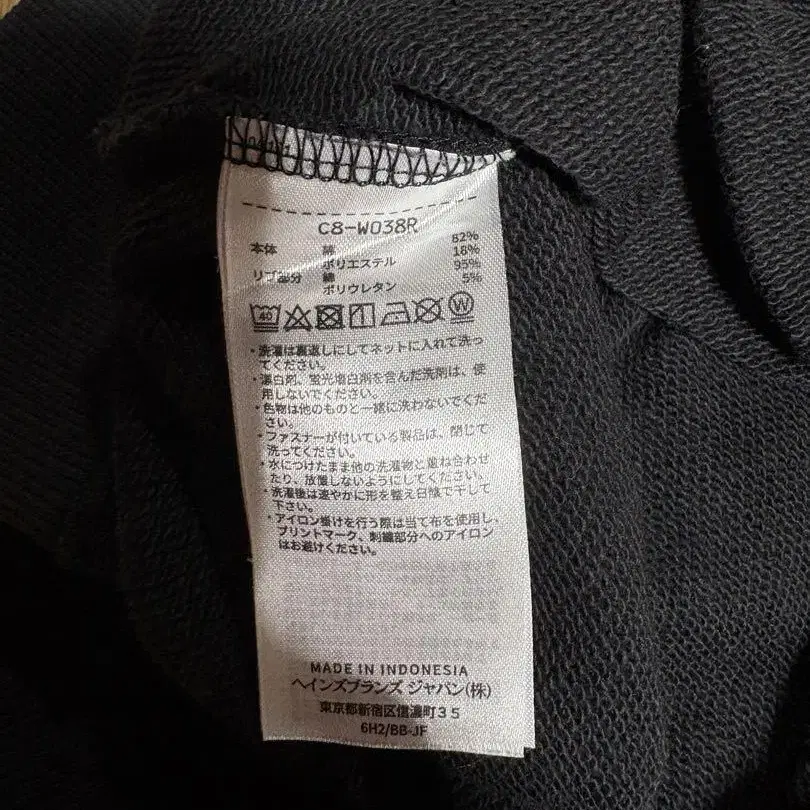 C8-W038R
本体 綿 82%
ポリエステル 18%
リブ部分 綿 95%
ポリウレタン 5%
40 W
・洗濯は裏返しにしてネットに入れて洗っ
てください。
・漂白剤、蛍光増白剤を含んだ洗剤は、使
用しないでください。
・色物は他のものと一緒に洗わないでくだ
さい。
・ファスナーが付いている製品は、閉じて
洗ってください。
・水につけたまま他の洗濯物と重ね合わせ
たり、放置しないようにしてください。
・洗濯後は速やかに形を整え日陰で干して
下さい。
・アイロン掛けを行う際は当て布を使用し、
プリントマーク、刺繍部分へのアイロン
はお避けください。
MADE IN INDONESIA
ヘインズブランズ ジャパン(株)
東京都新宿区信濃町35
6H2/BB-JF